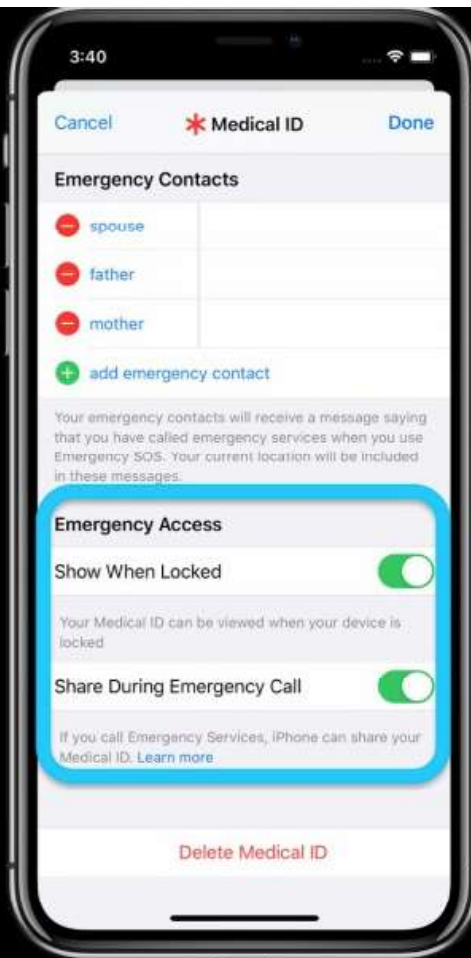 3:40
Cancel
Medical ID
Done
Emergency Contacts
spouse
father
mother
add emergency contact
Your emergency contacts will receive a message saying
that you have called emergency services when you use
Emergency SOS. Your current location will be included
in these messages.
Emergency Access
Show When Locked
Your Medical ID can be viewed when your device is
locked
Share During Emergency Call
If you call Emergency Services, iPhone can share your
Medical ID. Learn more
Delete Medical ID